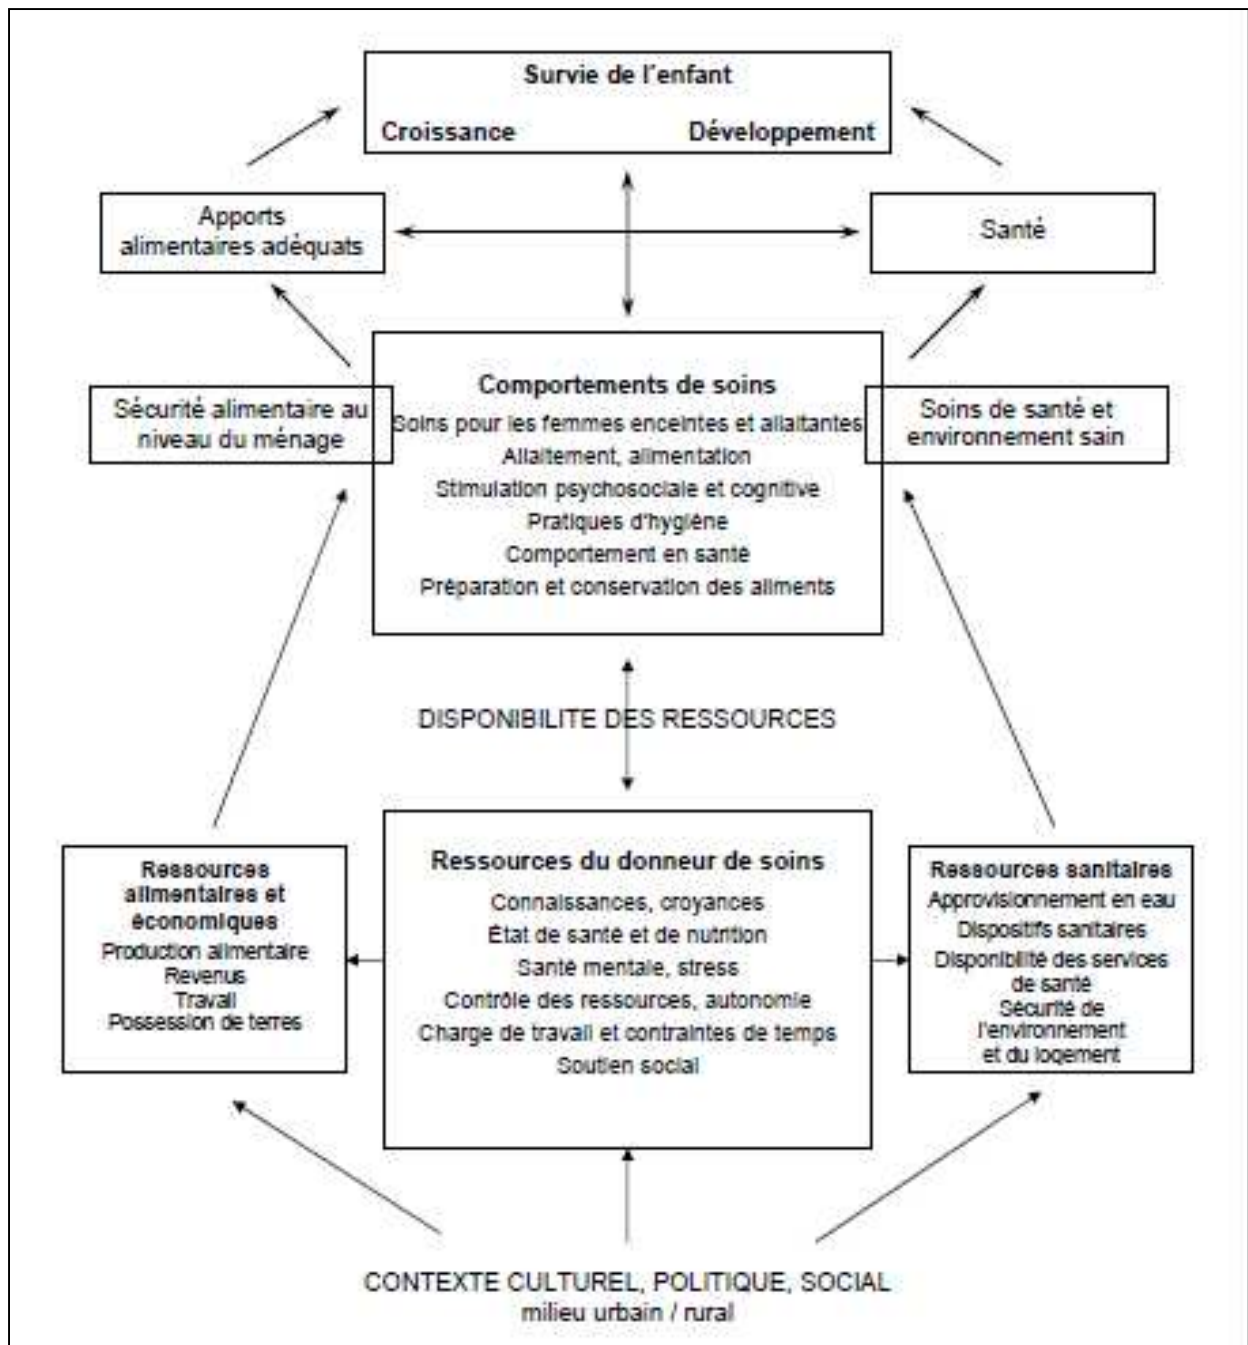 Survie de l'enfant
Croissance Développement
Apports
alimentaires adéquats
Santé
Comportements de soins
Soins pour les femmes enceintes et allaitantes
Allaitement, alimentation
Stimulation psychosociale et cognitive
Pratiques d'hygiène
Comportement en santé
Préparation et conservation des aliments
Sécurité alimentaire au
niveau du ménage
Soins de santé et
environnement sain
DISPONIBILITE DES RESSOURCES
Ressources
alimentaires et
économiques
Production alimentaire
Revenus
Travail
Possession de terres
Ressources du donneur de soins
Connaissances, croyances
État de santé et de nutrition
Santé mentale, stress
Contrôle des ressources, autonomie
Charge de travail et contraintes de temps
Soutien social
Ressources sanitaires
Approvisionnement en eau
Dispositifs sanitaires
Disponibilité des services
de santé
Sécurité de
l'environnement
et du logement
CONTEXTE CULTUREL, POLITIQUE, SOCIAL
milieu urbain / rural